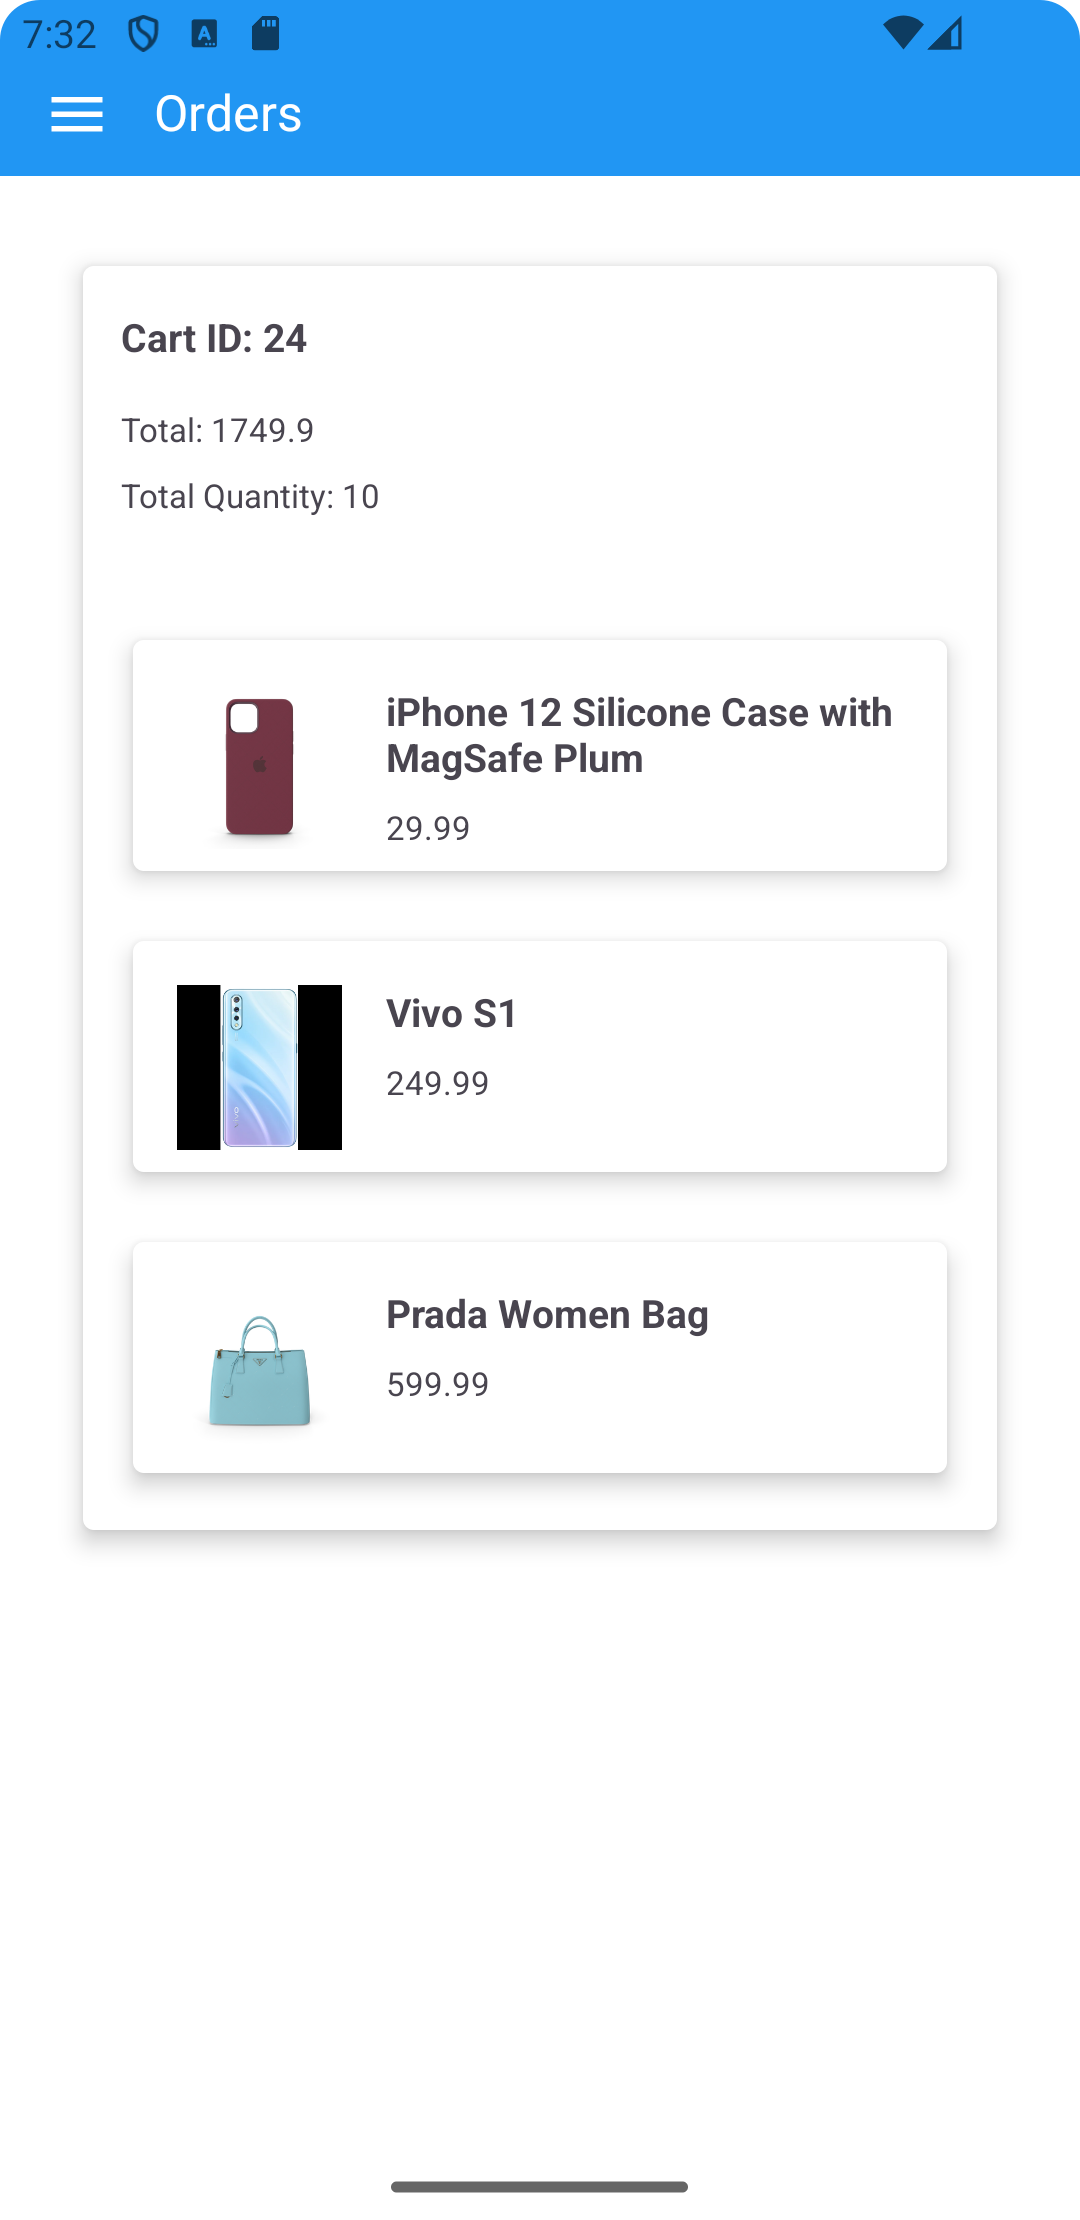 7:32
Orders
Cart ID: 24
Total: 1749.9
Total Quantity: 10
iPhone 12 Silicone Case with
MagSafe Plum
29.99
Vivo S1
249.99
Prada Women Bag
599.99